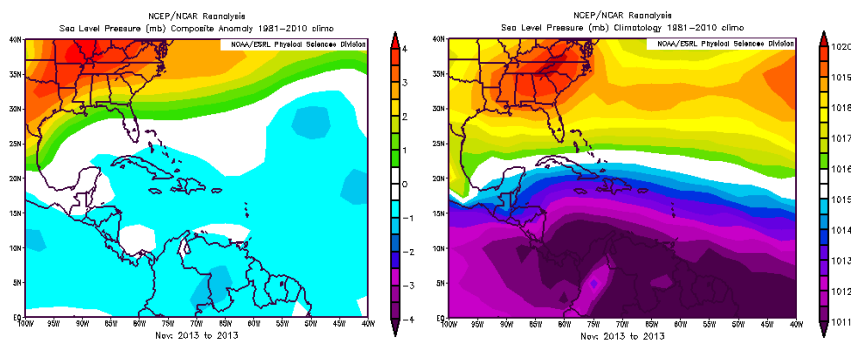 NCEP/NCAR Reanalysis
Sea Level Pressure (mb) Composite Anomaly 1981-2010 climo
NOAA/ESRL Physical Sciences Division
40N
35N
30N
25N
20N
15N
10N
5N
EQ
100W 95W 90W 85W 80W 75W 70W 65W 60W 55W 50W 45W 40W
Nov: 2013 to 2013
4
3
2
1
0
-1
-2
-3
-4
NCEP/NCAR Reanalysis
Sea Level Pressure (mb) Climatology 1981-2010 climo
NOAA/ESRL Physical Sciences Division
40N
35N
30N
25N
20N
15N
10N
5N
EQ
100W 95W 90W 85W 80W 75W 70W 65W 60W 55W 50W 45W 40W
Nov: 2013 to 2013
1020
1019
1018
1017
1016
1015
1014
1013
1012
1011